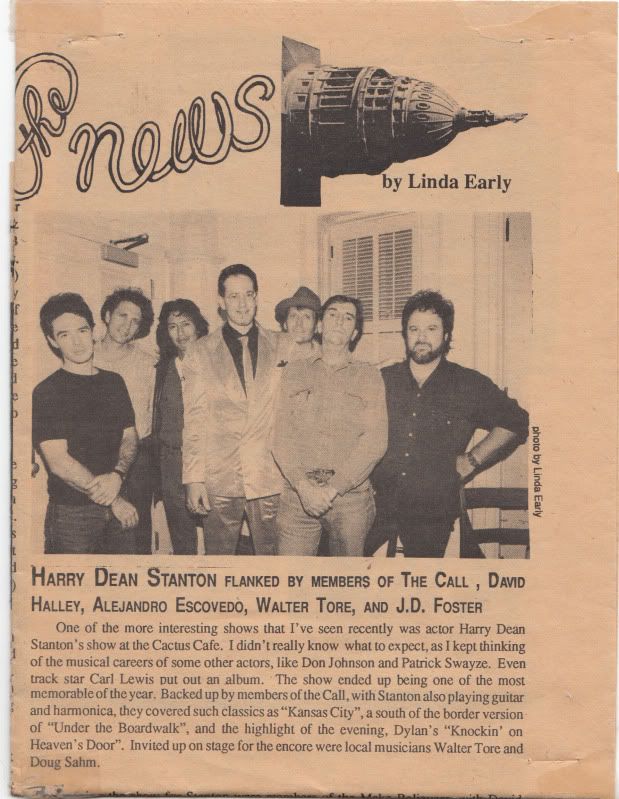 the news
by Linda Early
photo by Linda Early
HARRY DEAN STANTON FLANKED BY MEMBERS OF THE CALL , DAVID
HALLEY, ALEJANDRO ESCOVEDO, WALTER TORE, AND J.D. FOSTER
One of the more interesting shows that I've seen recently was actor Harry Dean
Stanton's show at the Cactus Cafe. I didn't really know what to expect, as I kept thinking
of the musical careers of some other actors, like Don Johnson and Patrick Swayze. Even
track star Carl Lewis put out an album. The show ended up being one of the most
memorable of the year. Backed up by members of the Call, with Stanton also playing guitar
and harmonica, they covered such classics as “Kansas City”, a south of the border version
of “Under the Boardwalk”, and the highlight of the evening, Dylan's “Knockin' on
Heaven's Door”. Invited up on stage for the encore were local musicians Walter Tore and
Doug Sahm.